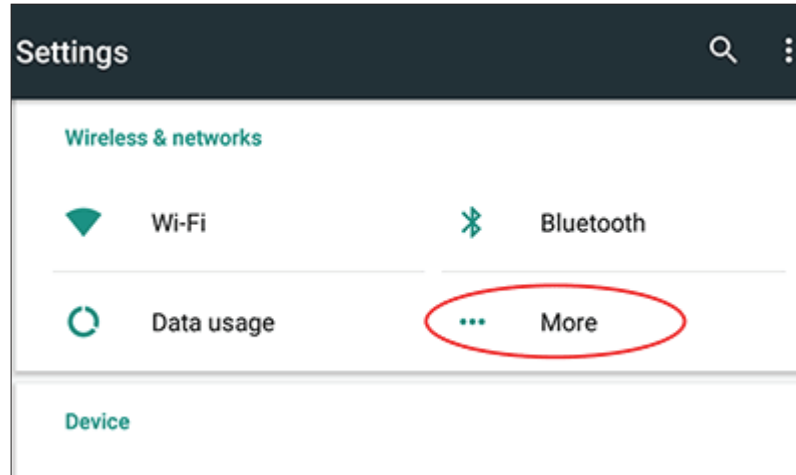 Settings
Wireless & networks
Wi-Fi Bluetooth
Data usage More
Device